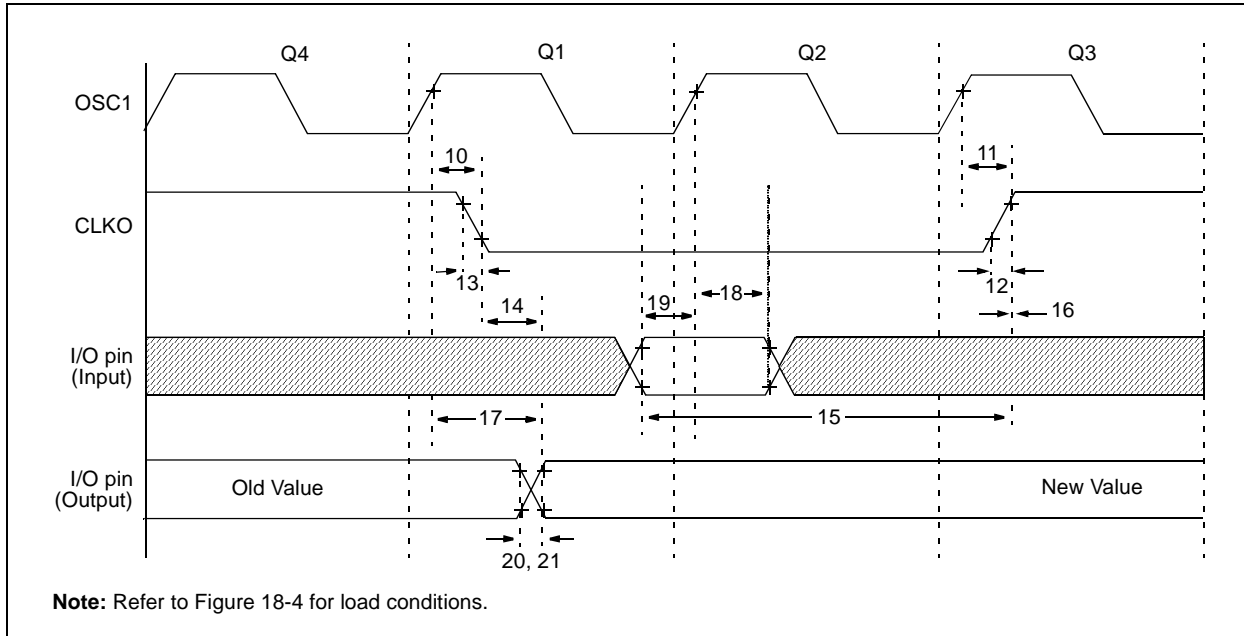 Q4 Q1 Q2 Q3
OSC1
10 11
CLKO
13 12
14 19 18 16
I/O pin
(Input)
17 15
I/O pin
(Output)
Old Value New Value
20, 21
Note: Refer to Figure 18-4 for load conditions.